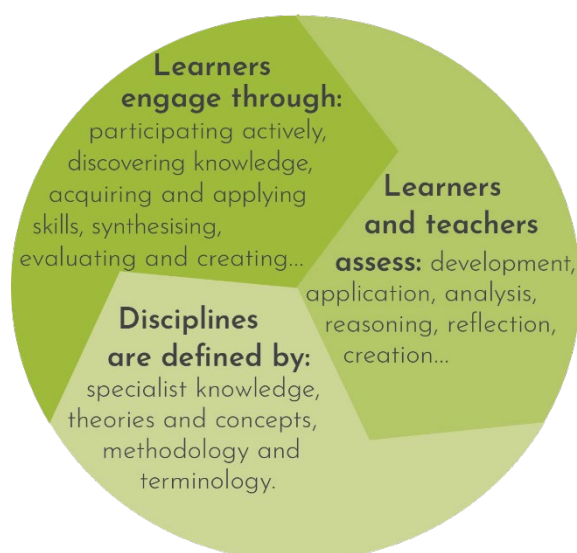 Learners
engage through:
participating actively,
discovering knowledge,
acquiring and applying
skills, synthesising,
evaluating and creating...
Learners
and teachers
assess: development,
application, analysis,
reasoning, reflection,
creation...
Disciplines
are defined by:
specialist knowledge,
theories and concepts,
methodology and
terminology.